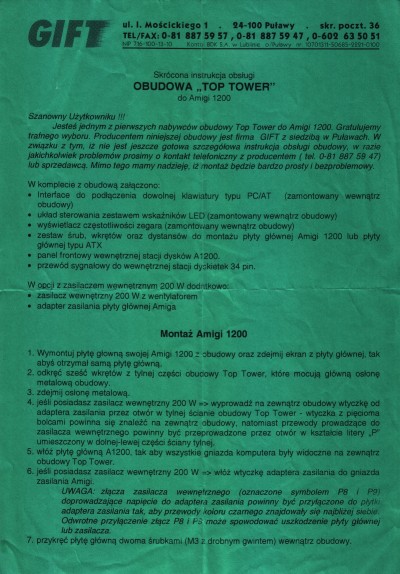 GIFT
ul. I. Mościckiego 1 · 24-100 Puławy · skr. poczt. 36
TEL/FAX: 0-81 887 59 57, 0-81 887 59 47, 0-602 63 50 51
Skrócona instrukcja obsługi
OBUDOWA „TOP TOWER"
do Amigi 1200
Szanowny Użytkowniku !!!
Jesteś jednym z pierwszych nabywców obudowy Top Tower do Amigi 1200. Gratulujemy
trafnego wyboru. Producentem niniejszej obudowy jest firma GIFT z siedzibą w Puławach. W
związku z tym, iż nie jest jeszcze gotowa szczegółowa instrukcja obsługi obudowy, w razie
jakichkolwiek problemów prosimy o kontakt telefoniczny z producentem ( tel. 0-81 887 59 47)
lub sprzedawcą. Mimo tego mamy nadzieję, iż montaż będzie bardzo prosty i bezproblemowy.
W komplecie z obudową załączono:
• interface do podłączenia dowolnej klawiatury typu PC/AT (zamontowany wewnątrz
obudowy)
• układ sterowania zestawem wskaźników LED (zamontowany wewnątrz obudowy)
• wyświetlacz częstotliwości zegara (zamontowany wewnątrz obudowy)
• zestaw śrub, wkrętów oraz dystansów do montażu płyty głównej Amigi 1200 lub płyty
głównej typu ATX
• panel frontowy wewnętrznej stacji dysków A1200.
• przewód sygnałowy do wewnętrznej stacji dyskietek 34 pin.
W opcji z zasilaczem wewnętrznym 200 W dodatkowo:
• zasilacz wewnętrzny 200 W z wentylatorem
• adapter zasilania płyty głównej Amiga
Montaż Amigi 1200
1. Wymontuj płytę główną swojej Amigi 1200 z obudowy oraz zdejmij ekran z płyty głównej, tak
abyś otrzymał samą płytę główną.
2. odkręć sześć wkrętów z tylnej części obudowy Top Tower, które mocują główną osłonę
metalową obudowy.
3. zdejmij osłonę metalową.
4. jeśli posiadasz zasilacz wewnętrzny 200 W => wyprowadź na zewnątrz obudowy wtyczkę od
adaptera zasilania przez otwór w tylnej ścianie obudowy Top Tower - wtyczka z pięcioma
bolcami powinna się znaleźć na zewnątrz obudowy, natomiast przewody prowadzące do
zasilacza wewnętrznego powinny być przeprowadzone przez otwór w kształcie litery „P"
umieszczony w dolnej-lewej części ściany tylnej.
5. włóż płytę główną A1200, tak aby wszystkie gniazda komputera były widoczne na zewnątrz
obudowy Top Tower.
6. jeśli posiadasz zasilacz wewnętrzny 200 W => włóż wtyczkę adaptera zasilania do gniazda
zasilania Amigi.
UWAGA: złącza zasilacza wewnętrznego (oznaczone symbolem P8 i P9)
doprowadzające napięcie do adaptera zasilania powinny być przyłączone do płytki
adaptera zasilania tak, aby przewody koloru czarnego znajdowały się najbliżej siebie.
Odwrotne przyłączenie złącz P8 i P9 może spowodować uszkodzenie płyty głównej
lub zasilacza.
7. przykręć płytę główną dwoma śrubkami (M3 z drobnym gwintem) wewnątrz obudowy.